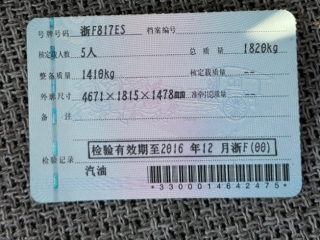 号牌号码 浙F817ES 档案编号
核定载人数 5人 总质量 1820kg
整备质量 1410kg 核定载质量 --
外廓尺寸 4671×1815×1478mm 准牵引总质量 --
备注
检验有效期至2016年12月浙F(00)
检验记录
汽油
*3300014642475*